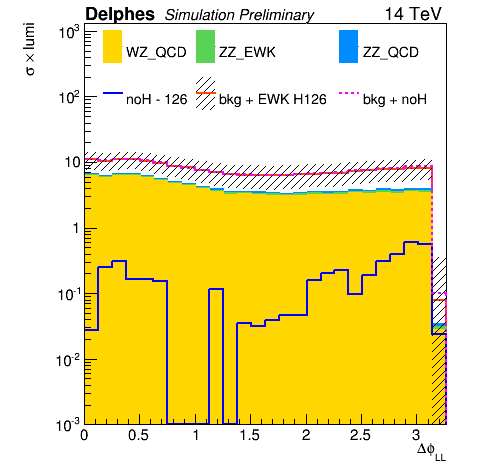 Delphes Simulation Preliminary 14 TeV
σ × lumi
WZ_QCD ZZ_EWK ZZ_QCD
noH - 126 bkg + EWK H126 bkg + noH
10³
10²
10
1
10⁻¹
10⁻²
10⁻³
0 0.5 1 1.5 2 2.5 3
Δϕ_LL